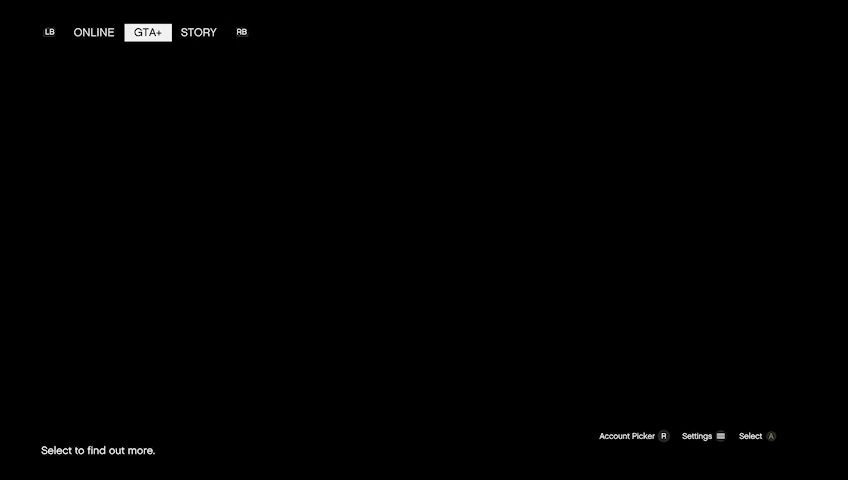 LB ONLINE GTA+ STORY RB
Account Picker R Settings Select A
Select to find out more.